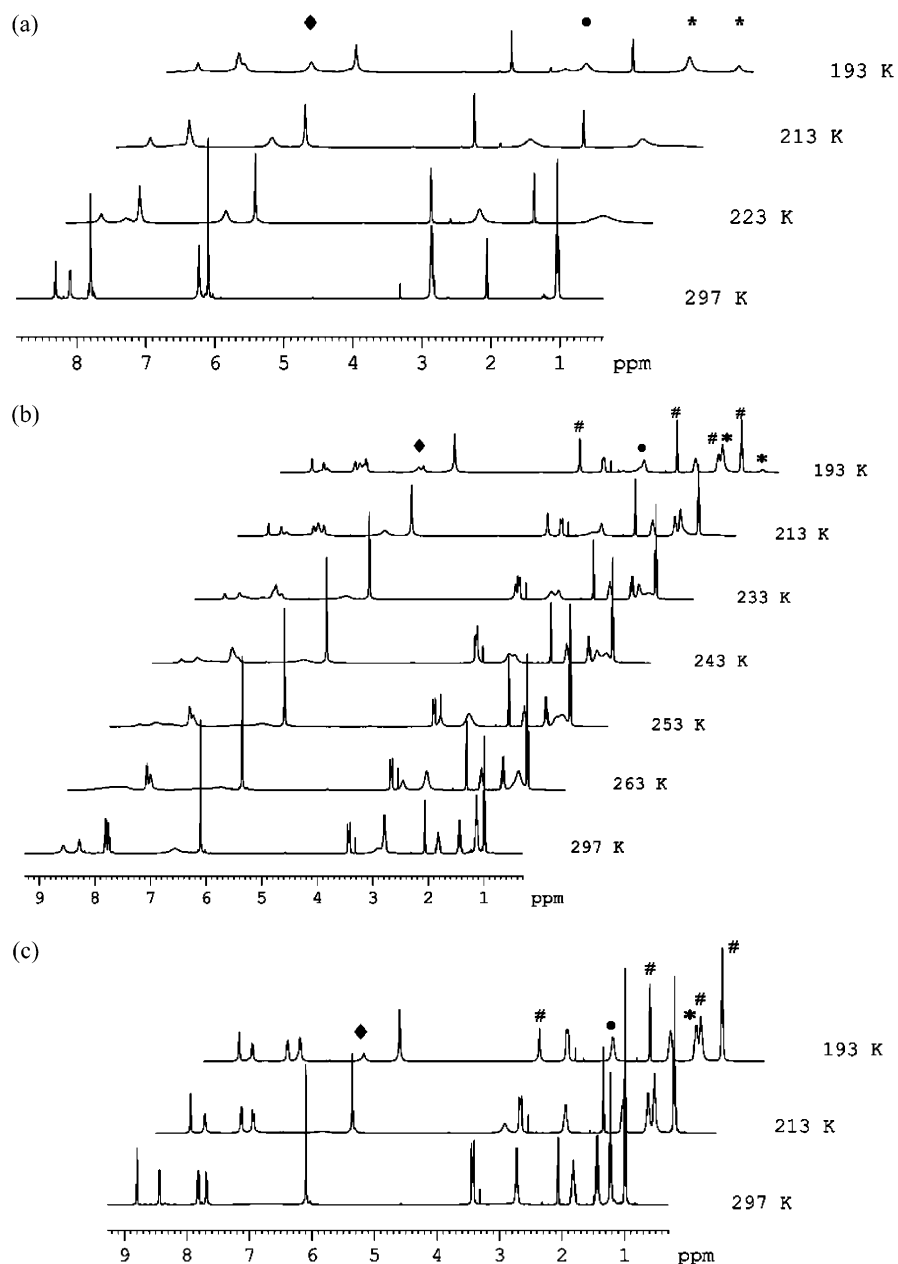 (a)
♦ ● * *
193 K
213 K
223 K
297 K
8 7 6 5 4 3 2 1 ppm
(b)
♦ # ● # # * # *
193 K
213 K
233 K
243 K
253 K
263 K
297 K
9 8 7 6 5 4 3 2 1 ppm
(c)
♦ # ● # * # #
193 K
213 K
297 K
9 8 7 6 5 4 3 2 1 ppm